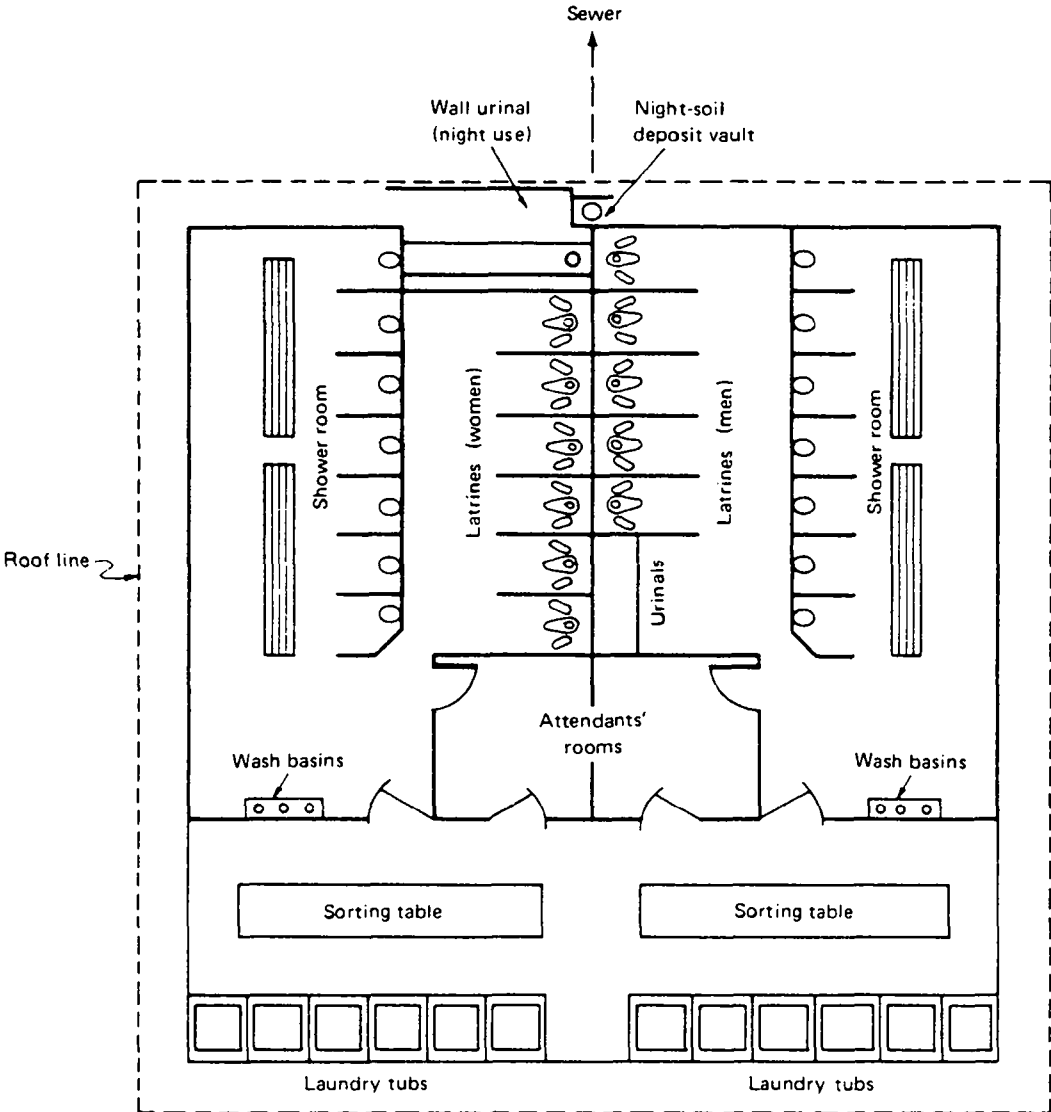 Sewer
Wall urinal
(night use)
Night-soil
deposit vault
Shower room
Latrines (women)
Latrines (men)
Shower room
Roof line
Urinals
Attendants'
rooms
Wash basins
Wash basins
Sorting table
Sorting table
Laundry tubs
Laundry tubs